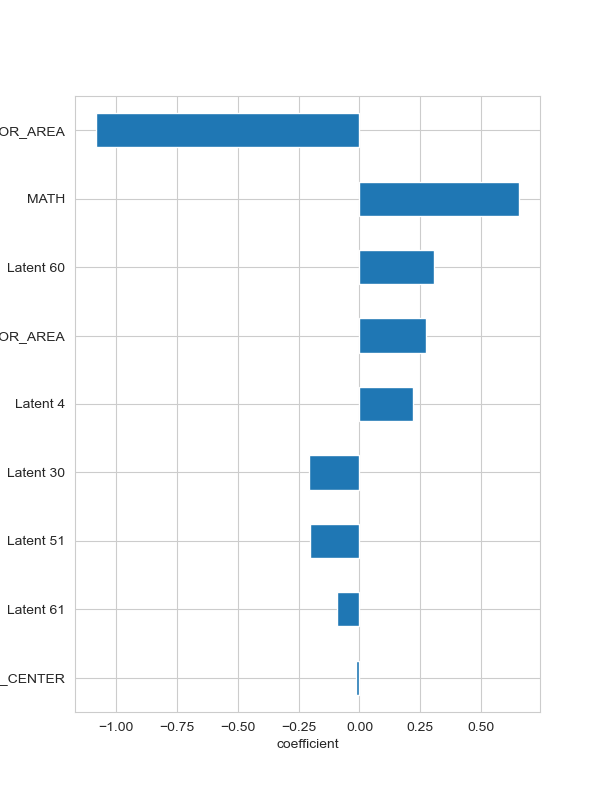 OR_AREA
MATH
Latent 60
OR_AREA
Latent 4
Latent 30
Latent 51
Latent 61
_CENTER
−1.00 −0.75 −0.50 −0.25 0.00 0.25 0.50
coefficient